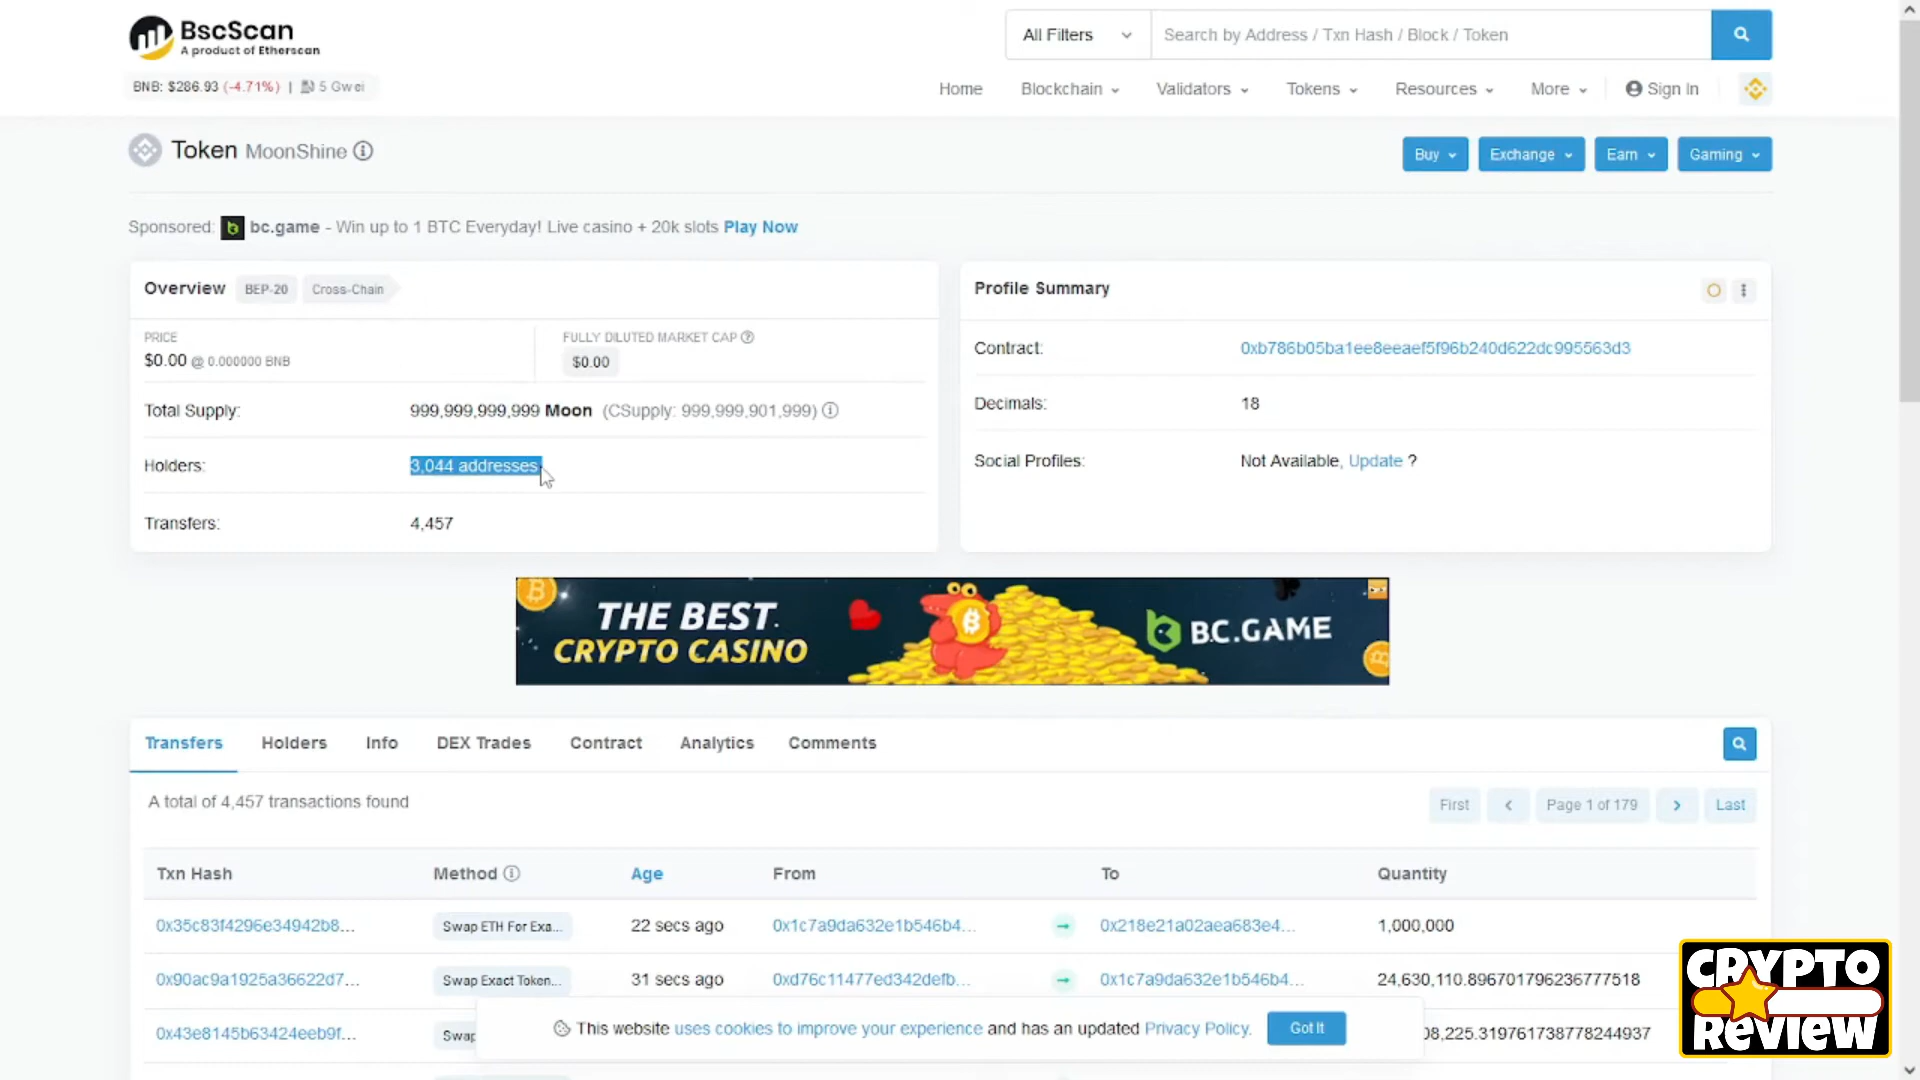 BscScan
A product of Etherscan
All Filters
Search by Address / Txn Hash / Block / Token
BNB: $286.93 (-4.71%) | 5 Gwei
Home Blockchain Validators Tokens Resources More Sign In
Token MoonShine
Buy Exchange Earn Gaming
Sponsored: bc.game - Win up to 1 BTC Everyday! Live casino + 20k slots Play Now
Overview BEP-20 Cross-Chain
PRICE
$0.00 @ 0.000000 BNB
FULLY DILUTED MARKET CAP
$0.00
Total Supply: 999,999,999,999 Moon (CSupply: 999,999,901,999)
Holders: 3,044 addresses
Transfers: 4,457
Profile Summary
Contract: 0xb786b05ba1ee8eeaef5f96b240d622dc995563d3
Decimals: 18
Social Profiles: Not Available, Update ?
THE BEST.
CRYPTO CASINO
BC.GAME
Transfers Holders Info DEX Trades Contract Analytics Comments
A total of 4,457 transactions found
First Page 1 of 179 Last
Txn Hash Method Age From To Quantity
0x35c83f4296e34942b8... Swap ETH For Exa... 22 secs ago 0x1c7a9da632e1b546b4... 0x218e21a02aea683e4... 1,000,000
0x90ac9a1925a36622d7... Swap Exact Token... 31 secs ago 0xd76c11477ed342defb... 0x1c7a9da632e1b546b4... 24,630,110.896701796236777518
0x43e8145b63424eeb9f... Swap 08,225.319761738778244937
This website uses cookies to improve your experience and has an updated Privacy Policy. Got It
CRYPTO
REVIEW